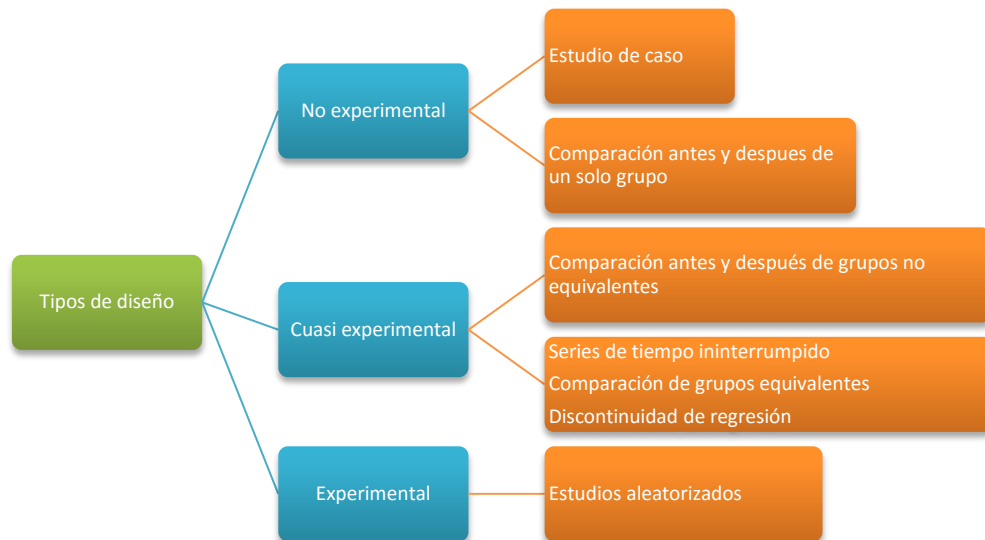 Tipos de diseño
No experimental
Estudio de caso
Comparación antes y despues de
un solo grupo
Cuasi experimental
Comparación antes y después de grupos no
equivalentes
Series de tiempo ininterrumpido
Comparación de grupos equivalentes
Discontinuidad de regresión
Experimental
Estudios aleatorizados